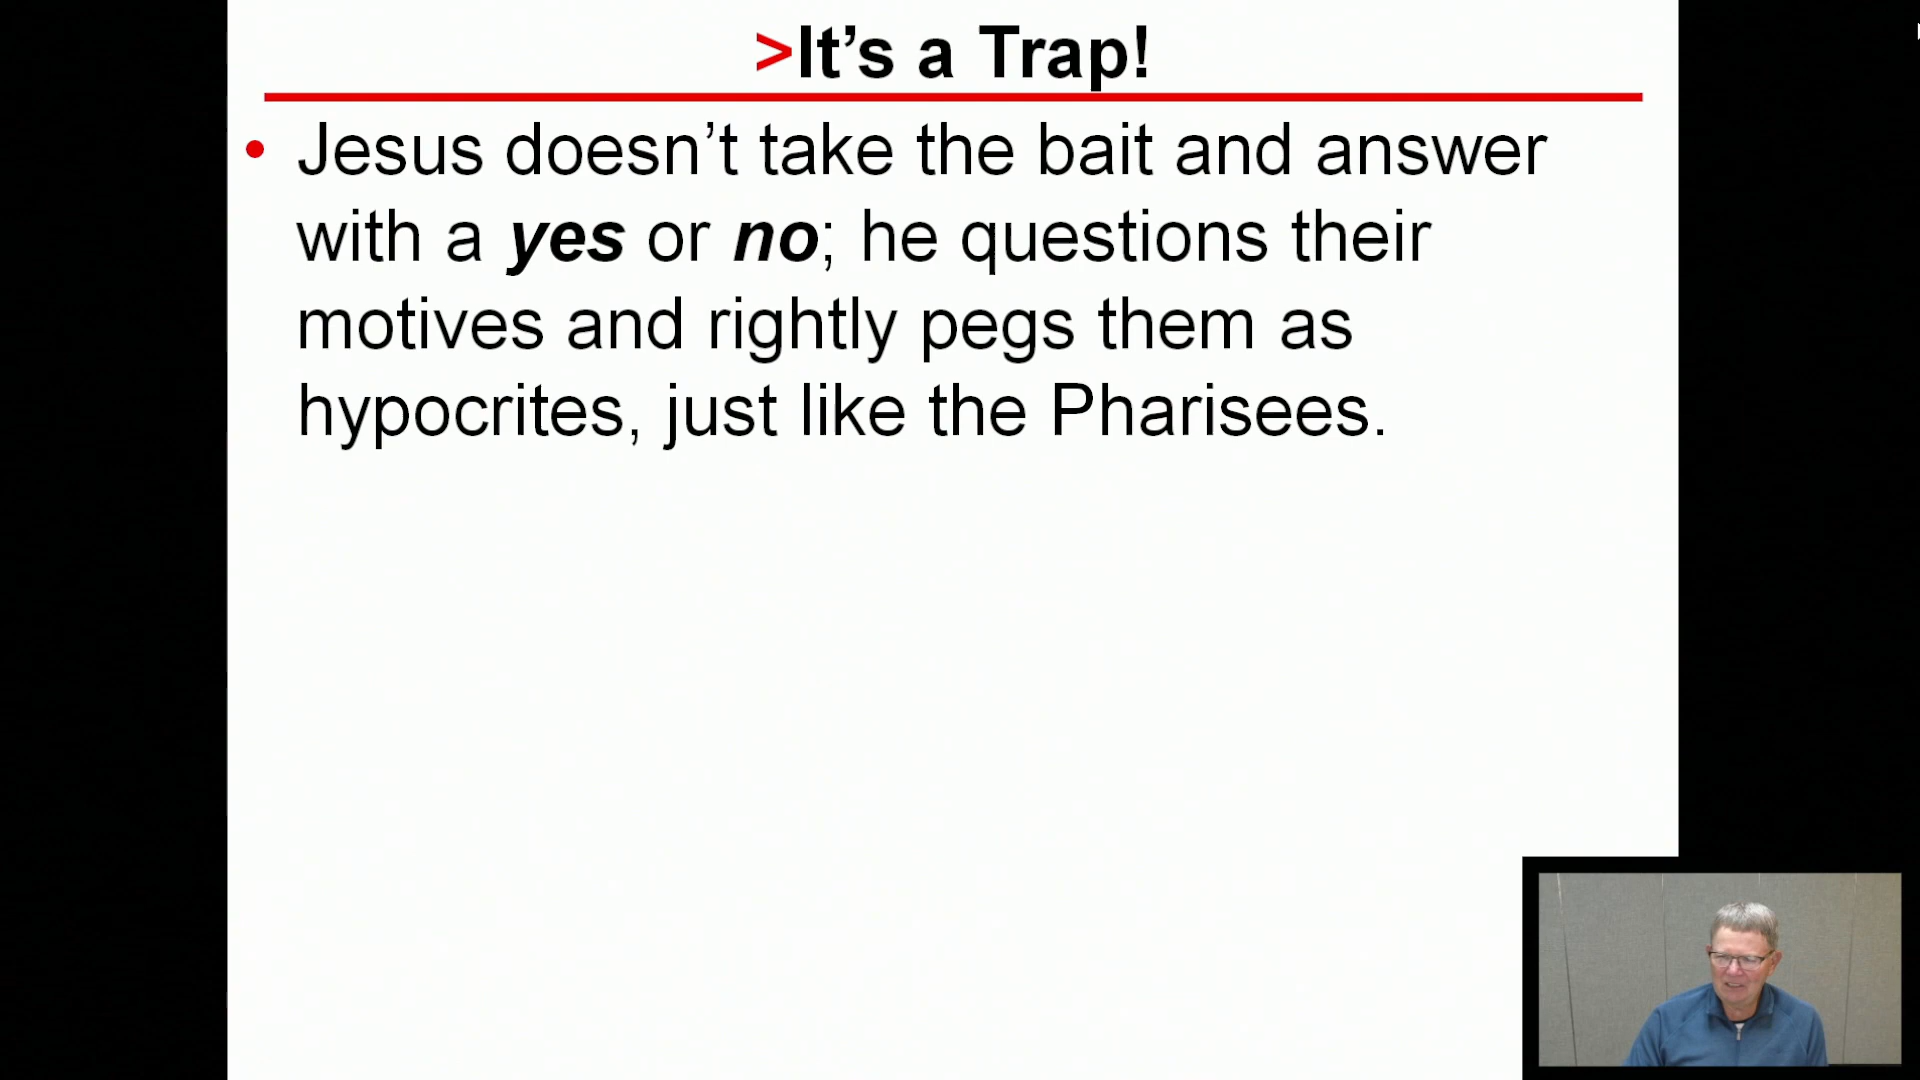 >It’s a Trap!
• Jesus doesn’t take the bait and answer
with a yes or no; he questions their
motives and rightly pegs them as
hypocrites, just like the Pharisees.